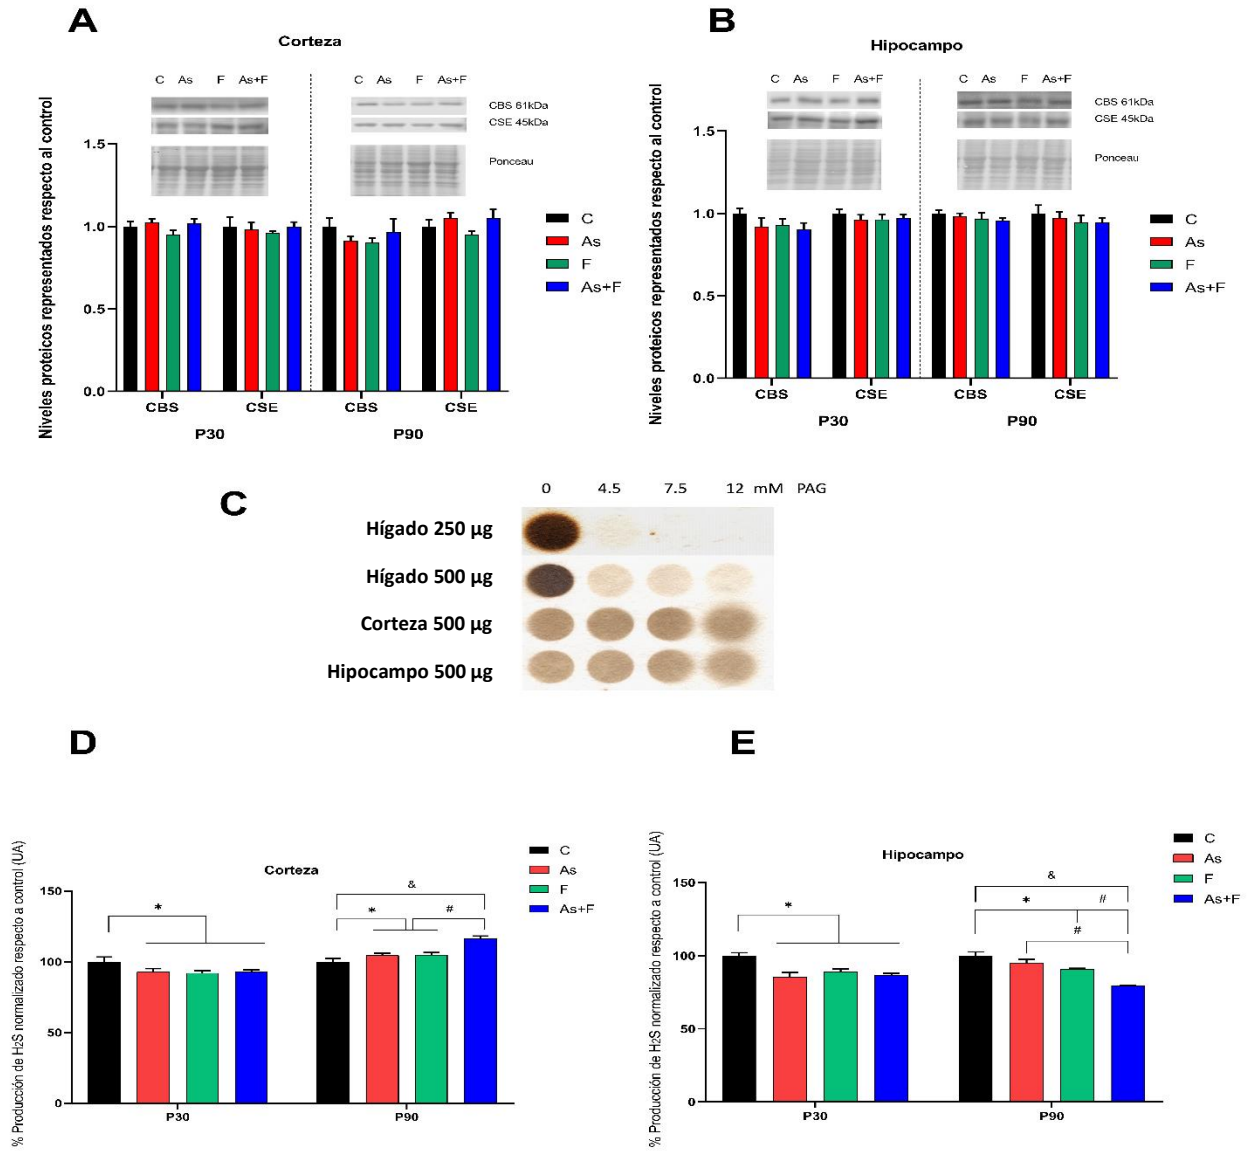 A
Corteza
C As F As+F
C As F As+F
CBS 61kDa
CSE 45kDa
Ponceau
Niveles proteicos representados respecto al control
1.5
1.0
0.5
0.0
CBS CSE CBS CSE
P30 P90
C
As
F
As+F
B
Hipocampo
C As F As+F
C As F As+F
CBS 61kDa
CSE 45kDa
Ponceau
Niveles proteicos representados respecto al control
1.5
1.0
0.5
0.0
CBS CSE CBS CSE
P30 P90
C
As
F
As+F
C
0 4.5 7.5 12 mM PAG
Hígado 250 µg
Hígado 500 µg
Corteza 500 µg
Hipocampo 500 µg
D
Corteza
% Producción de H2S normalizado respecto a control (UA)
150
100
50
0
*
&
* #
P30 P90
C
As
F
As+F
E
Hipocampo
% Producción de H2S normalizado respecto a control (UA)
150
100
50
0
*
&
* #
#
P30 P90
C
As
F
As+F